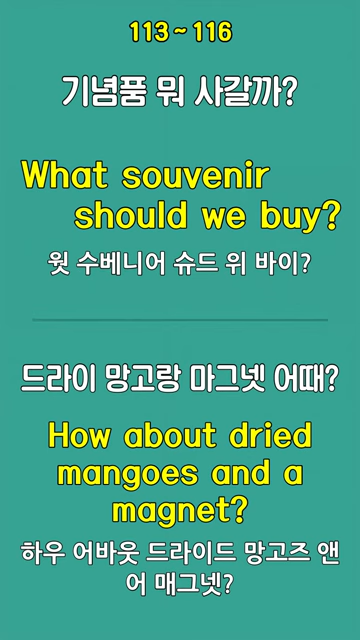 113~116
기념품 뭐 사갈까?
What souvenir
should we buy?
웟 수베니어 슈드 위 바이?
드라이 망고랑 마그넷 어때?
How about dried
mangoes and a
magnet?
하우 어바웃 드라이드 망고즈 앤
어 매그넷?